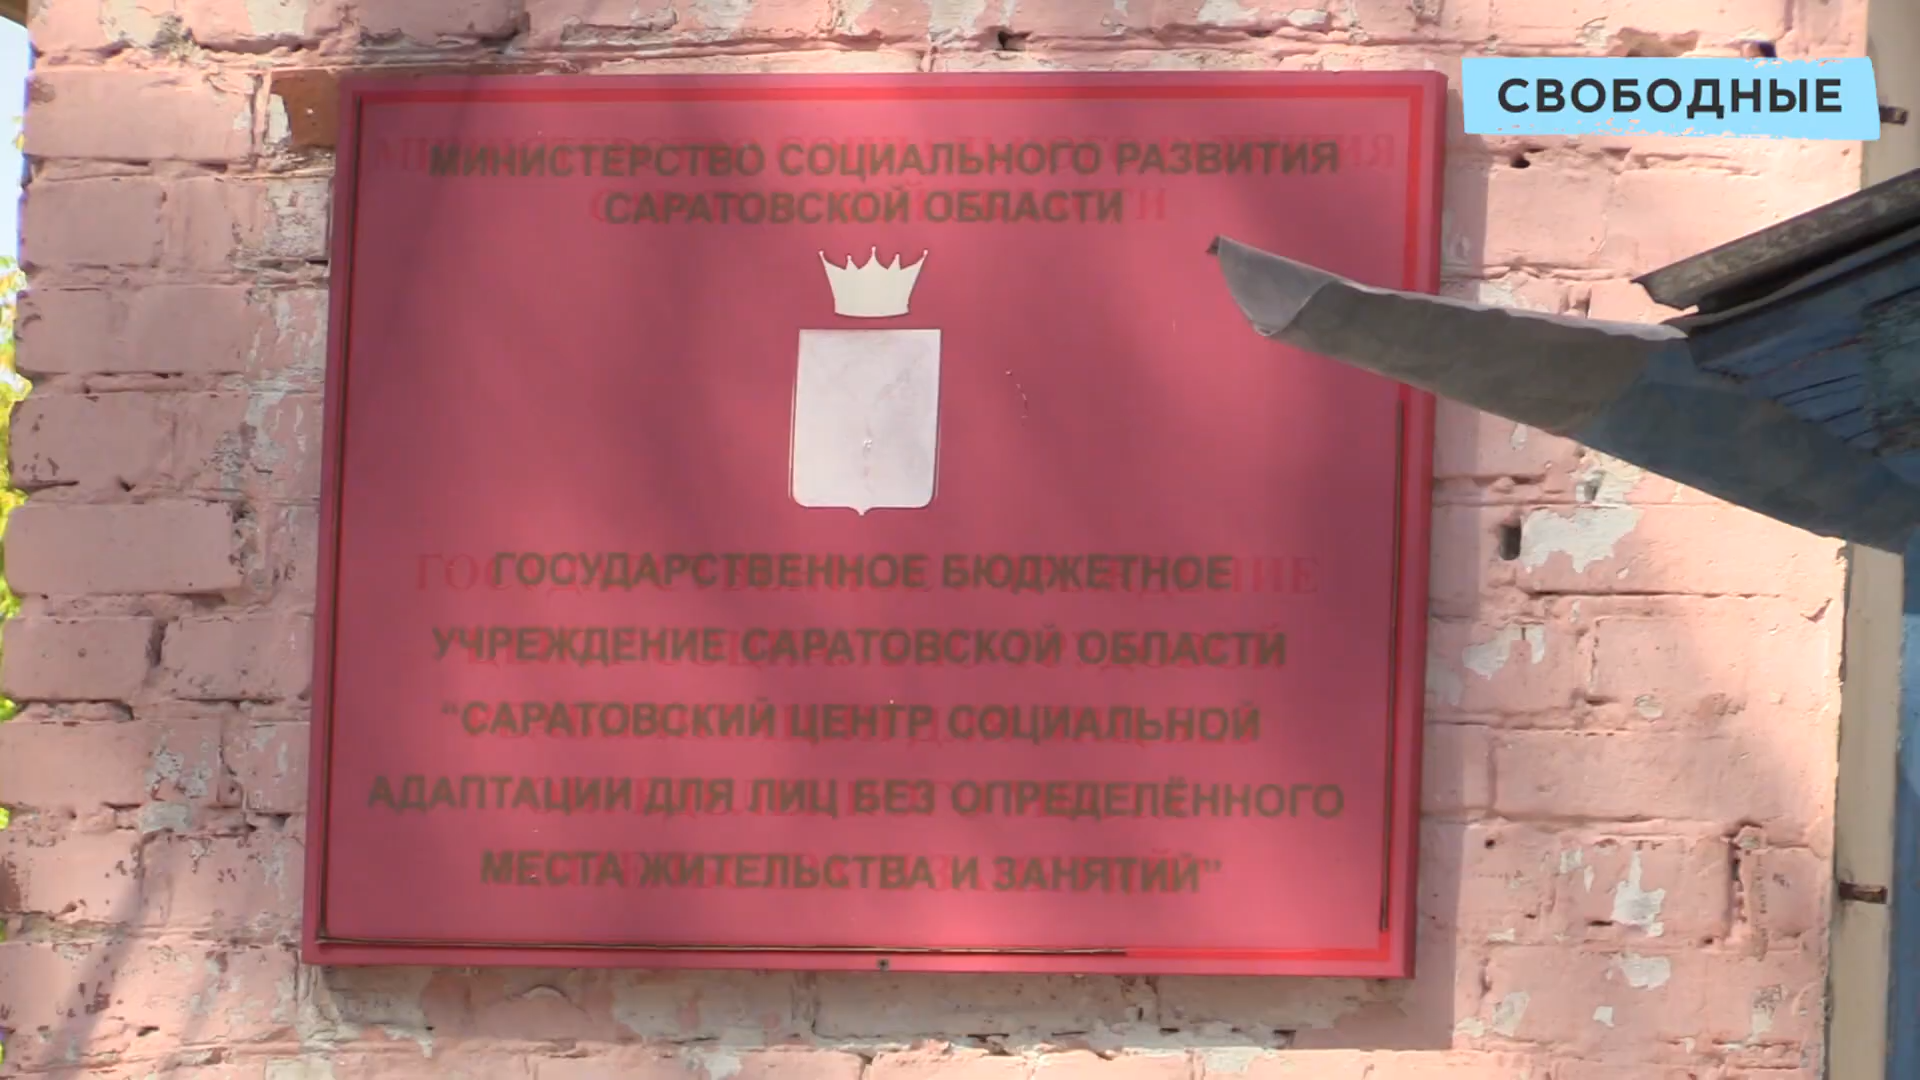 СВОБОДНЫЕ
МИНИСТЕРСТВО СОЦИАЛЬНОГО РАЗВИТИЯ
САРАТОВСКОЙ ОБЛАСТИ
ГОСУДАРСТВЕННОЕ БЮДЖЕТНОЕ
УЧРЕЖДЕНИЕ САРАТОВСКОЙ ОБЛАСТИ
"САРАТОВСКИЙ ЦЕНТР СОЦИАЛЬНОЙ
АДАПТАЦИИ ДЛЯ ЛИЦ БЕЗ ОПРЕДЕЛЁННОГО
МЕСТА ЖИТЕЛЬСТВА И ЗАНЯТИЙ"